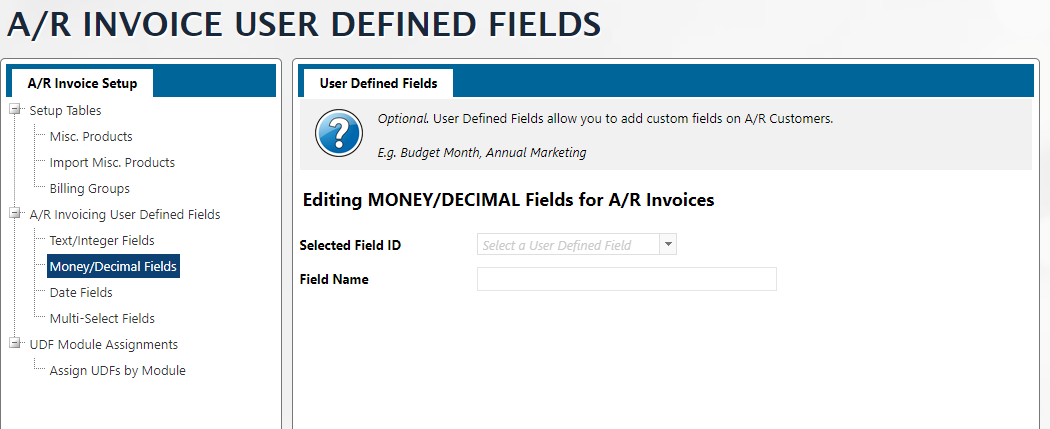 A/R INVOICE USER DEFINED FIELDS
A/R Invoice Setup
Setup Tables
Misc. Products
Import Misc. Products
Billing Groups
A/R Invoicing User Defined Fields
Text/Integer Fields
Money/Decimal Fields
Date Fields
Multi-Select Fields
UDF Module Assignments
Assign UDFs by Module
User Defined Fields
?
Optional. User Defined Fields allow you to add custom fields on A/R Customers.
E.g. Budget Month, Annual Marketing
Editing MONEY/DECIMAL Fields for A/R Invoices
Selected Field ID Select a User Defined Field
Field Name